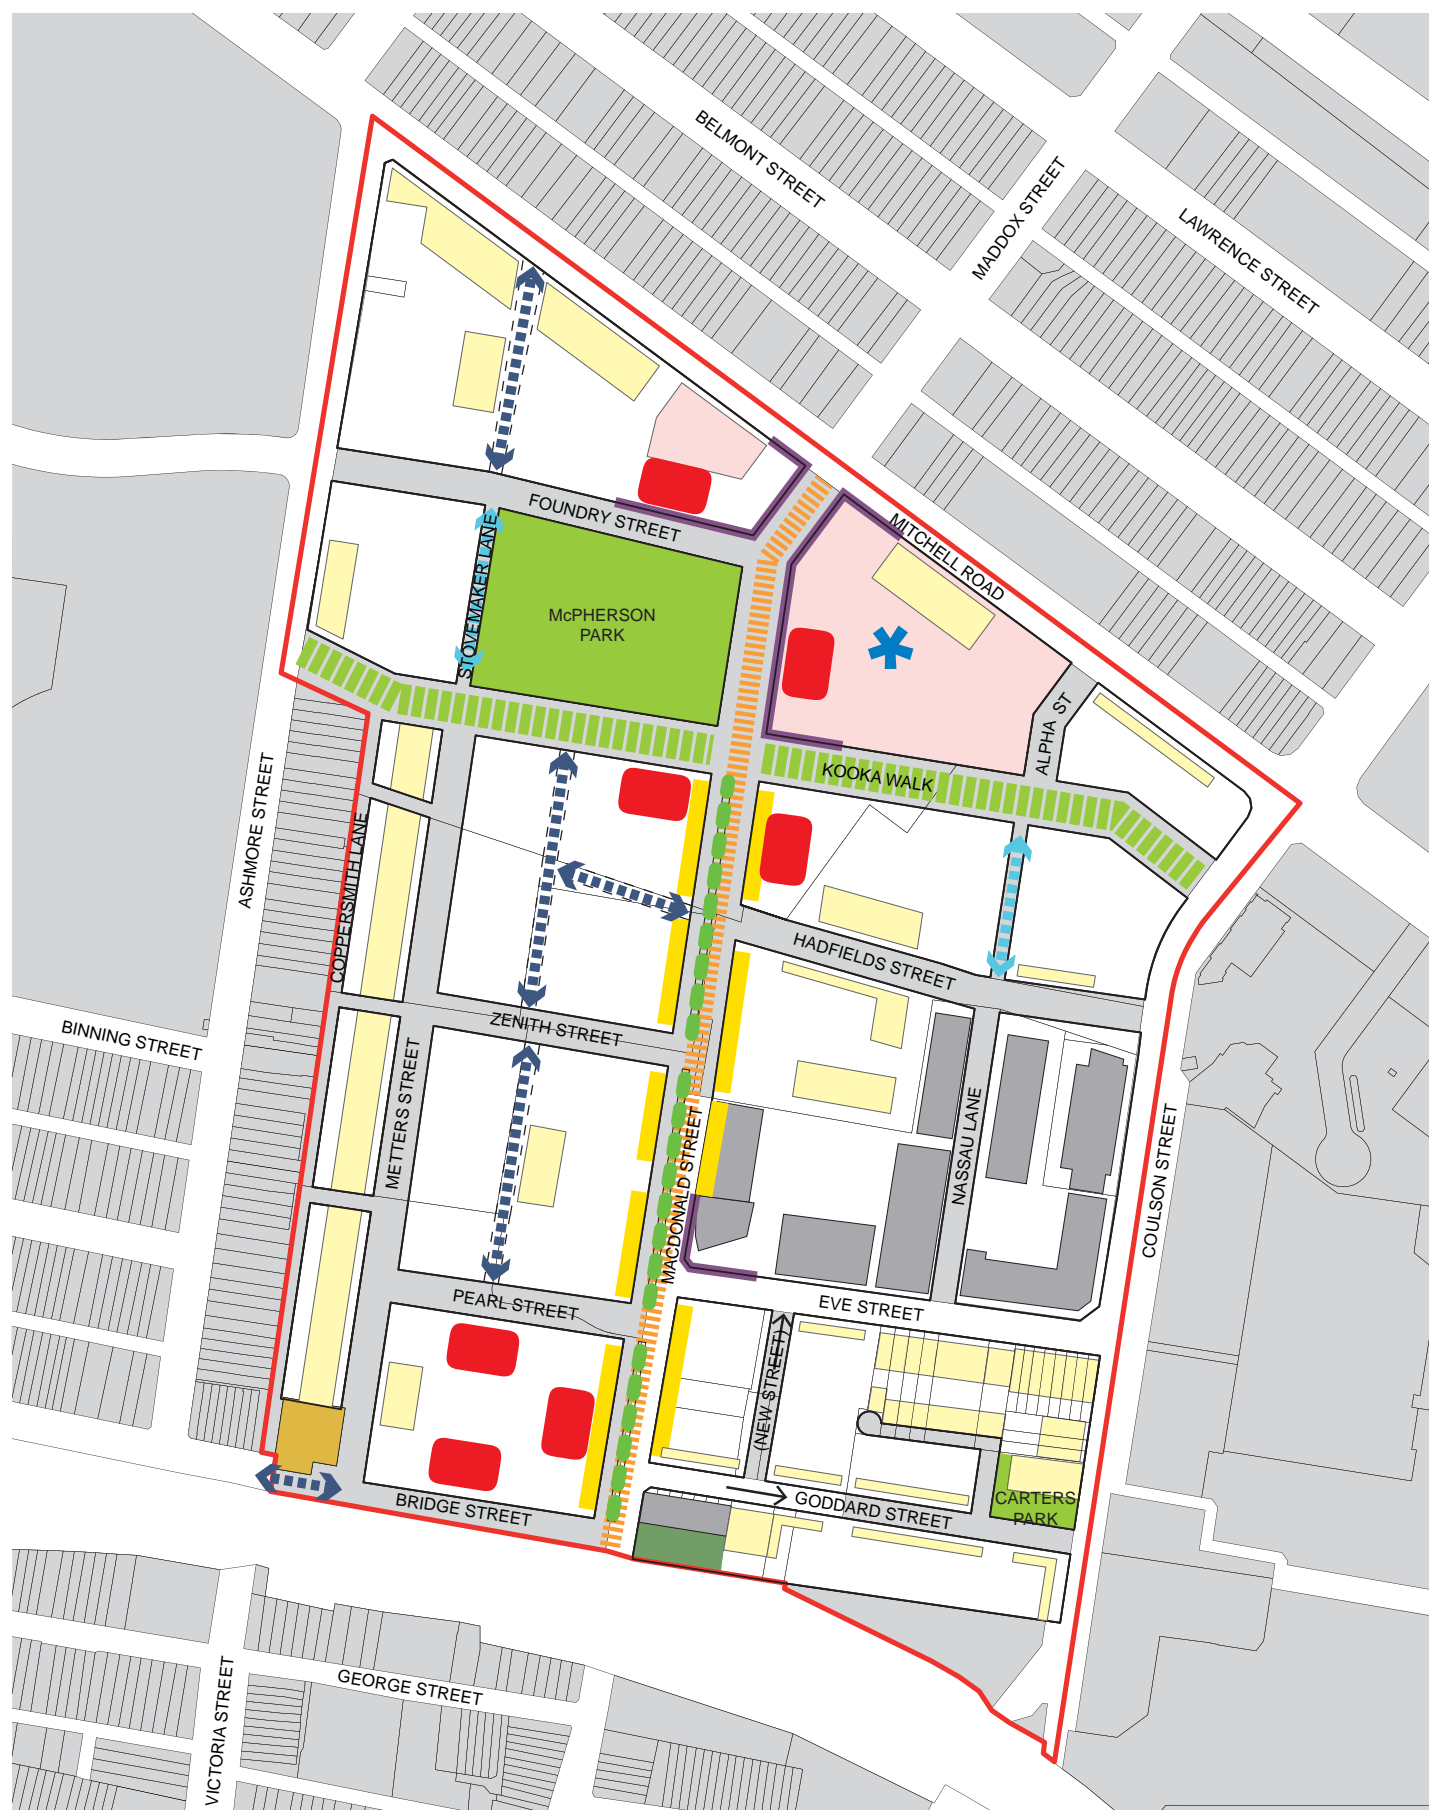 BELMONT STREET
MADDOX STREET
LAWRENCE STREET
FOUNDRY STREET
MITCHELL ROAD
STOVEMAKER LANE
McPHERSON
PARK
ALPHA ST
KOOKA WALK
ASHMORE STREET
COPPERSMITH LANE
HADFIELDS STREET
ZENITH STREET
BINNING STREET
METTERS STREET
MACDONALD STREET
NASSAU LANE
COULSON STREET
PEARL STREET
EVE STREET
(NEW STREET)
BRIDGE STREET
GODDARD STREET
CARTERS
PARK
GEORGE STREET
VICTORIA STREET